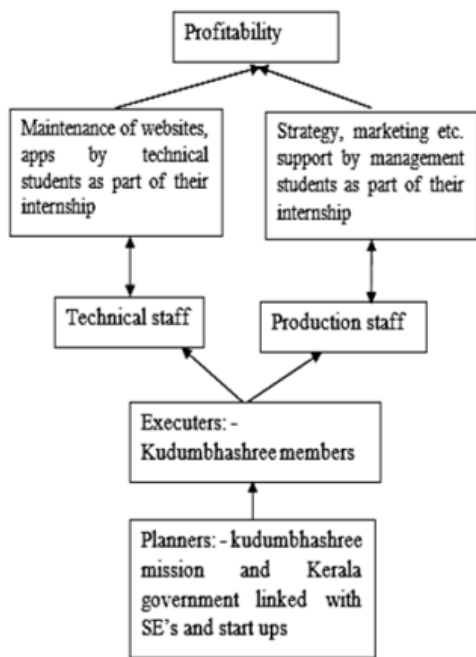 Profitability
Maintenance of websites,
apps by technical
students as part of their
internship
Strategy, marketing etc.
support by management
students as part of their
internship
Technical staff
Production staff
Executers: -
Kudumbhashree members
Planners: - kudumbhashree
mission and Kerala
government linked with
SE's and start ups